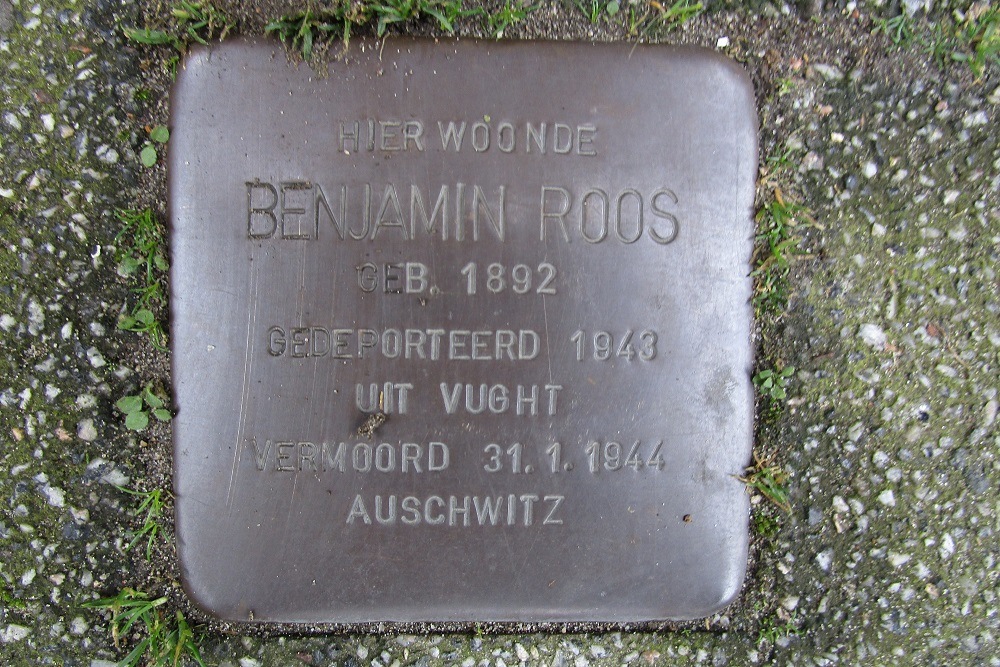 HIER WOONDE
BENJAMIN ROOS
GEB. 1892
GEDEPORTEERD 1943
UIT VUGHT
VERMOORD 31.1.1944
AUSCHWITZ